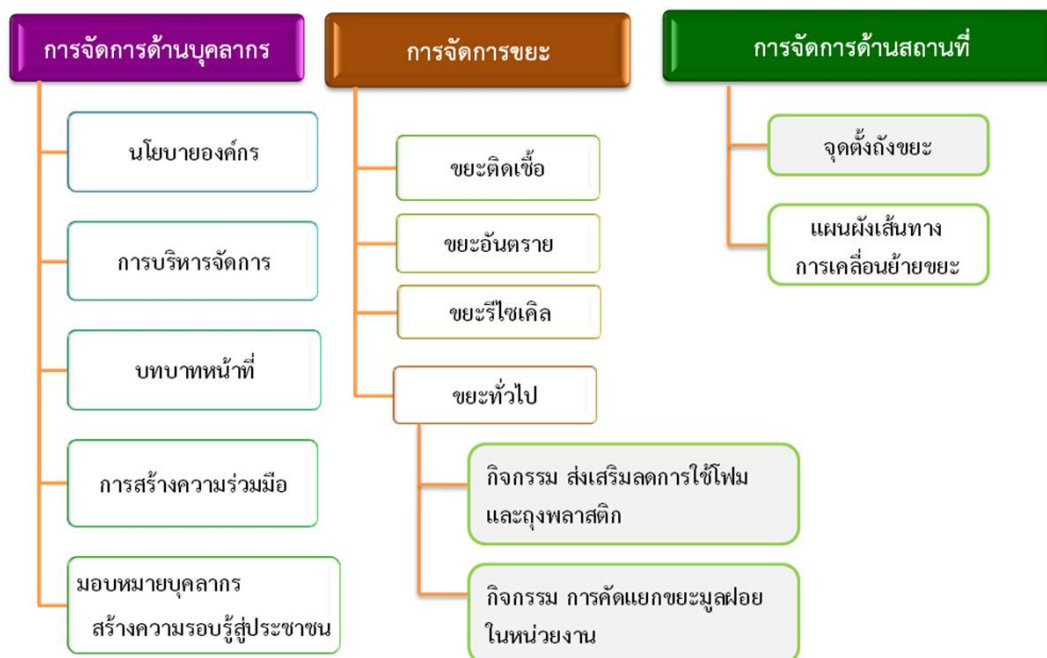 การจัดการด้านบุคลากร
นโยบายองค์กร
การบริหารจัดการ
บทบาทหน้าที่
การสร้างความร่วมมือ
มอบหมายบุคลากร
สร้างความรอบรู้สู่ประชาชน
การจัดการขยะ
ขยะติดเชื้อ
ขยะอันตราย
ขยะรีไซเคิล
ขยะทั่วไป
กิจกรรม ส่งเสริมลดการใช้โฟม
และถุงพลาสติก
กิจกรรม การคัดแยกขยะมูลฝอย
ในหน่วยงาน
การจัดการด้านสถานที่
จุดตั้งถังขยะ
แผนผังเส้นทาง
การเคลื่อนย้ายขยะ